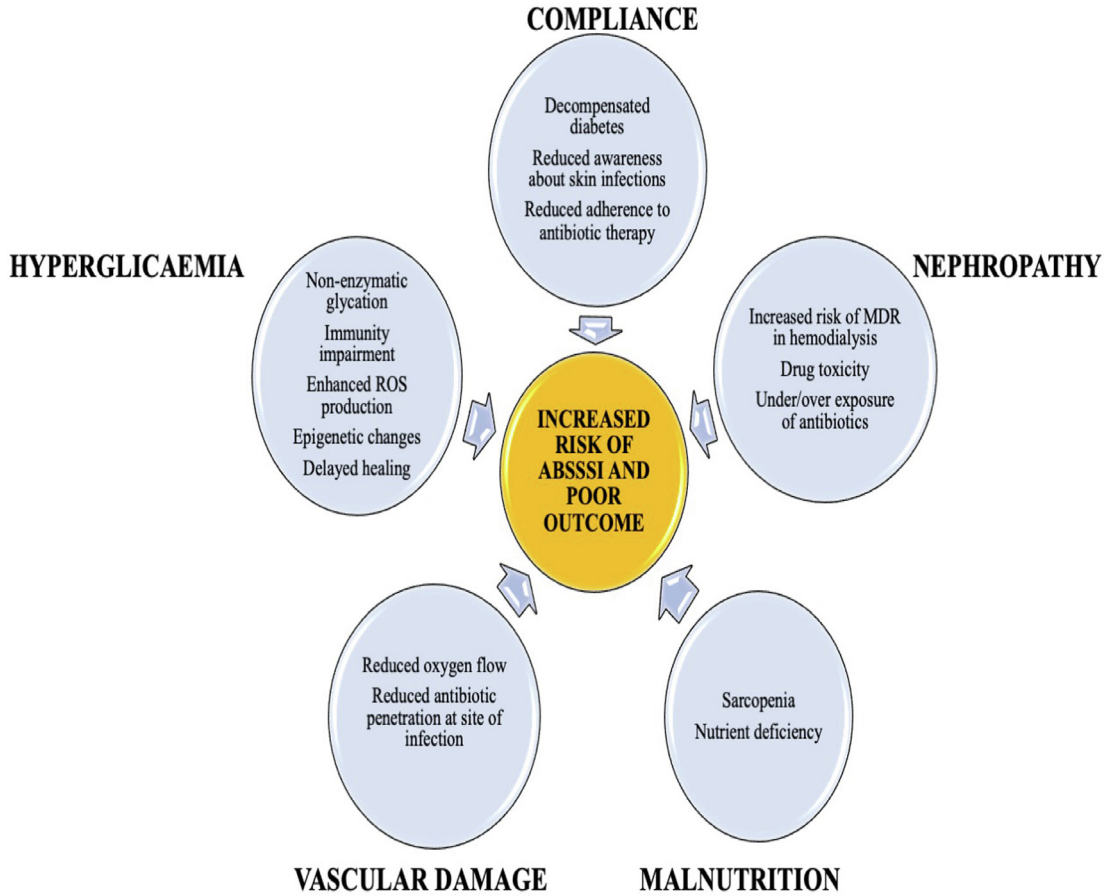 COMPLIANCE
Decompensated
diabetes
Reduced awareness
about skin infections
Reduced adherence to
antibiotic therapy
HYPERGLICAEMIA
Non-enzymatic
glycation
Immunity
impairment
Enhanced ROS
production
Epigenetic changes
Delayed healing
NEPHROPATHY
Increased risk of MDR
in hemodialysis
Drug toxicity
Under/over exposure
of antibiotics
INCREASED
RISK OF
ABSSSI AND
POOR
OUTCOME
Reduced oxygen flow
Reduced antibiotic
penetration at site of
infection
VASCULAR DAMAGE
Sarcopenia
Nutrient deficiency
MALNUTRITION